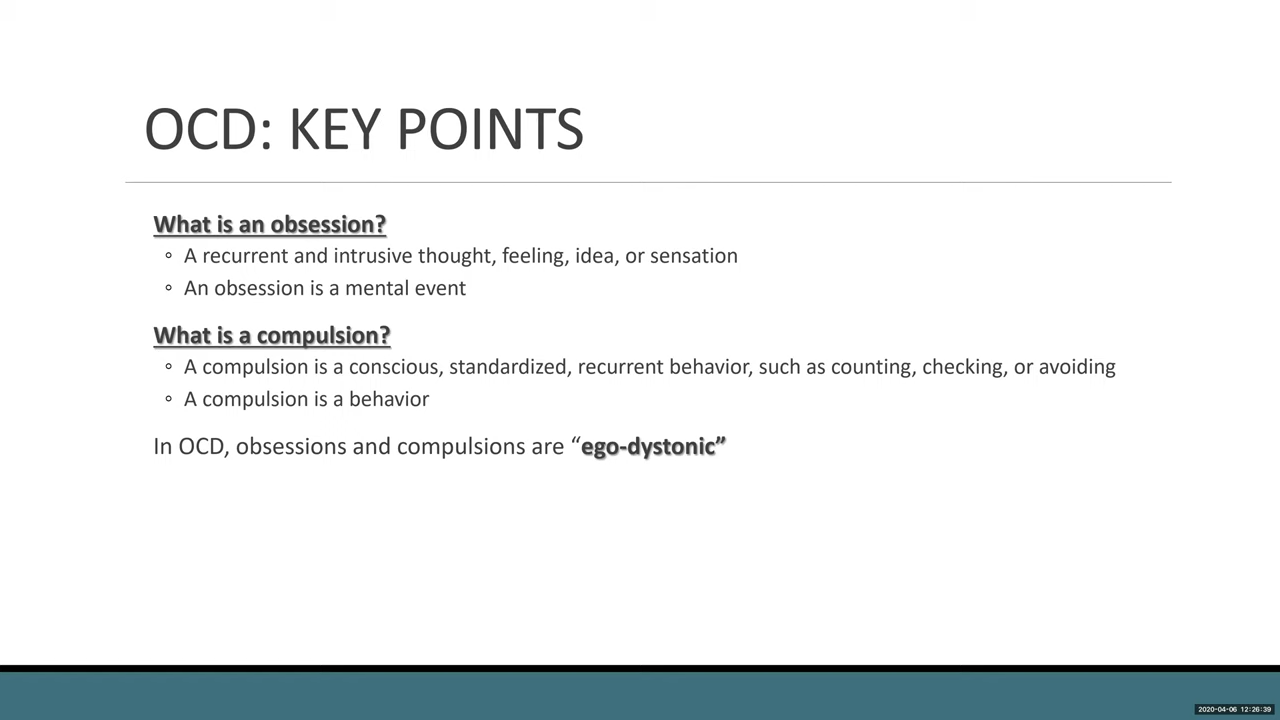 OCD: KEY POINTS
What is an obsession?
◦ A recurrent and intrusive thought, feeling, idea, or sensation
◦ An obsession is a mental event
What is a compulsion?
◦ A compulsion is a conscious, standardized, recurrent behavior, such as counting, checking, or avoiding
◦ A compulsion is a behavior
In OCD, obsessions and compulsions are “ego-dystonic”
2020-04-06 12:26:39